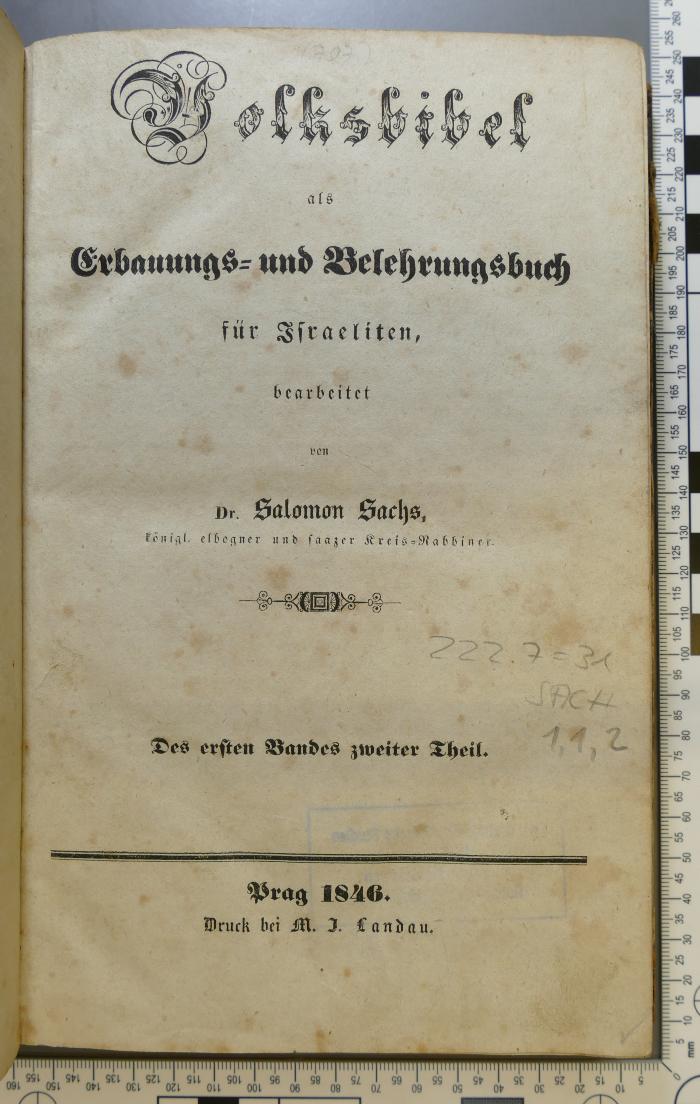 (707)
Volksbibel
als
Erbauungs- und Belehrungsbuch
für Israeliten,
bearbeitet
von
Dr. Salomon Sachs,
königl. elbogner und saazer Kreis-Rabbiner.
222.7=31
SACH
1,1,2
Des ersten Bandes zweiter Theil.
Prag 1846.
Druck bei M. I. Landau.